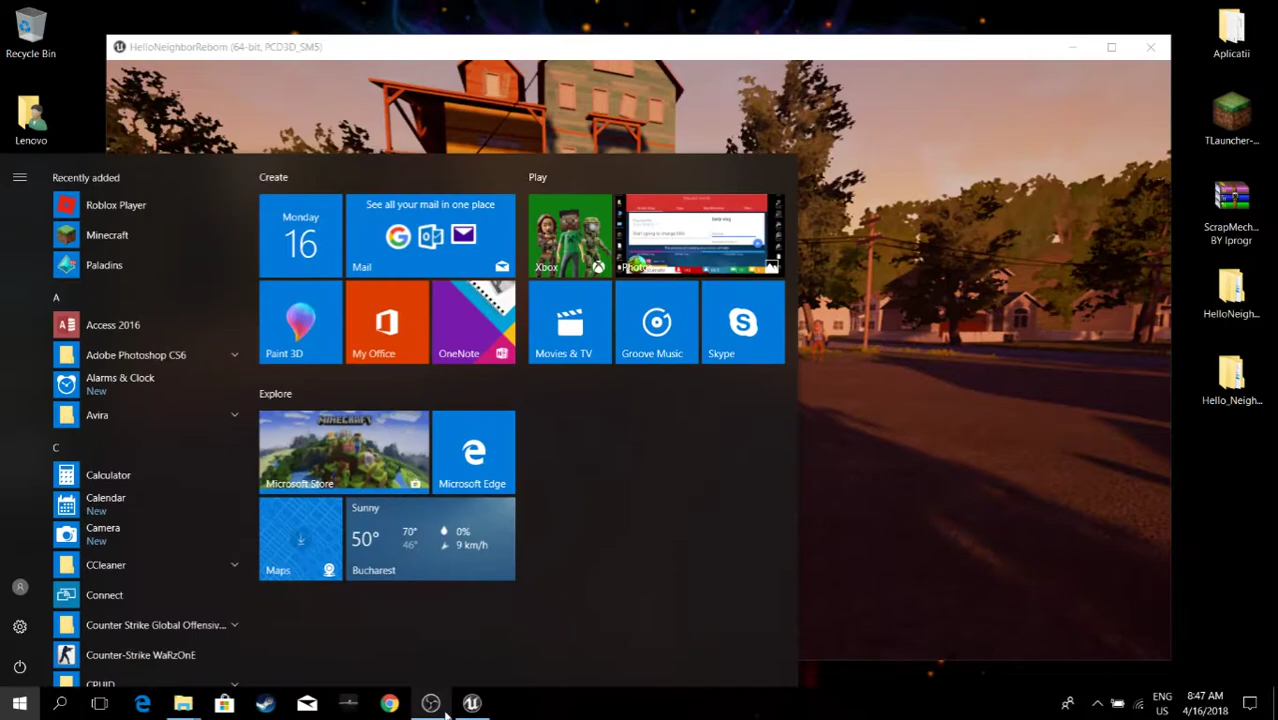 Recycle Bin
Lenovo
HelloNeighborReborn (64-bit, PCD3D_SM5)
Recently added
Roblox Player
Minecraft
Paladins
A
Access 2016
Adobe Photoshop CS6
Alarms & Clock
New
Avira
C
Calculator
Calendar
New
Camera
New
CCleaner
Connect
Counter Strike Global Offensiv...
Counter-Strike WaRzOnE
CPUID
Create
Monday
16
See all your mail in one place
Mail
Paint 3D
My Office
OneNote
Explore
MINECRAFT
Microsoft Store
Microsoft Edge
Maps
Sunny
50°
70°
46°
0%
9 km/h
Bucharest
Play
Xbox
Movies & TV
Groove Music
Skype
Aplicatii
TLauncher-...
ScrapMech...
BY Iprogr
HelloNeigh...
Hello_Neigh...
ENG
US
8:47 AM
4/16/2018